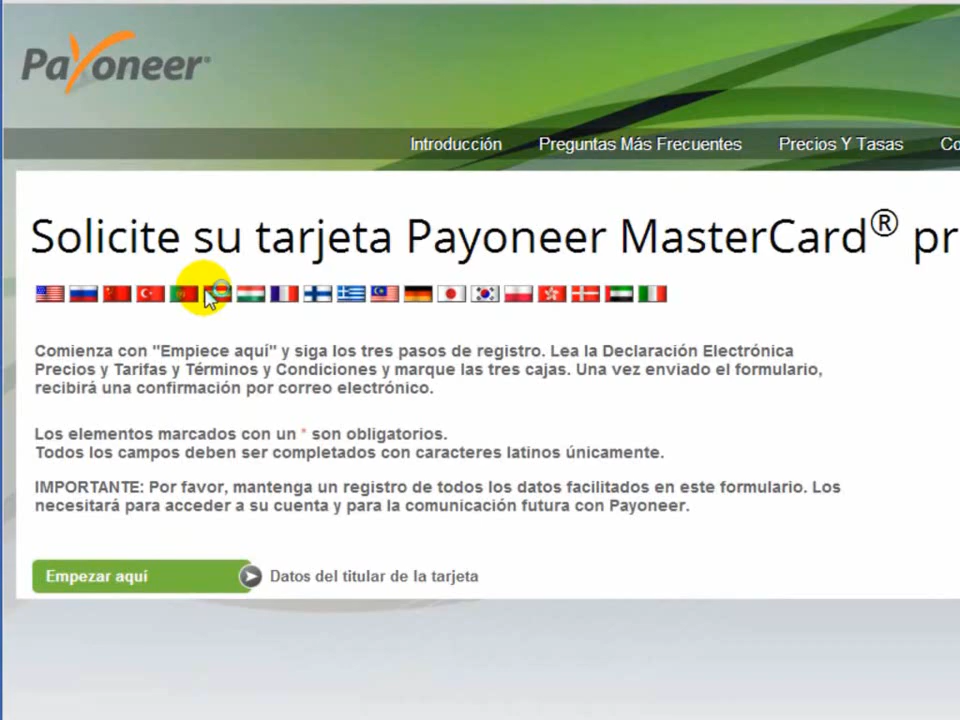 Payoneer®
Introducción Preguntas Más Frecuentes Precios Y Tasas
Solicite su tarjeta Payoneer MasterCard®
Comienza con "Empiece aquí" y siga los tres pasos de registro. Lea la Declaración Electrónica
Precios y Tarifas y Términos y Condiciones y marque las tres cajas. Una vez enviado el formulario,
recibirá una confirmación por correo electrónico.
Los elementos marcados con un * son obligatorios.
Todos los campos deben ser completados con caracteres latinos únicamente.
IMPORTANTE: Por favor, mantenga un registro de todos los datos facilitados en este formulario. Los
necesitará para acceder a su cuenta y para la comunicación futura con Payoneer.
Empezar aquí Datos del titular de la tarjeta